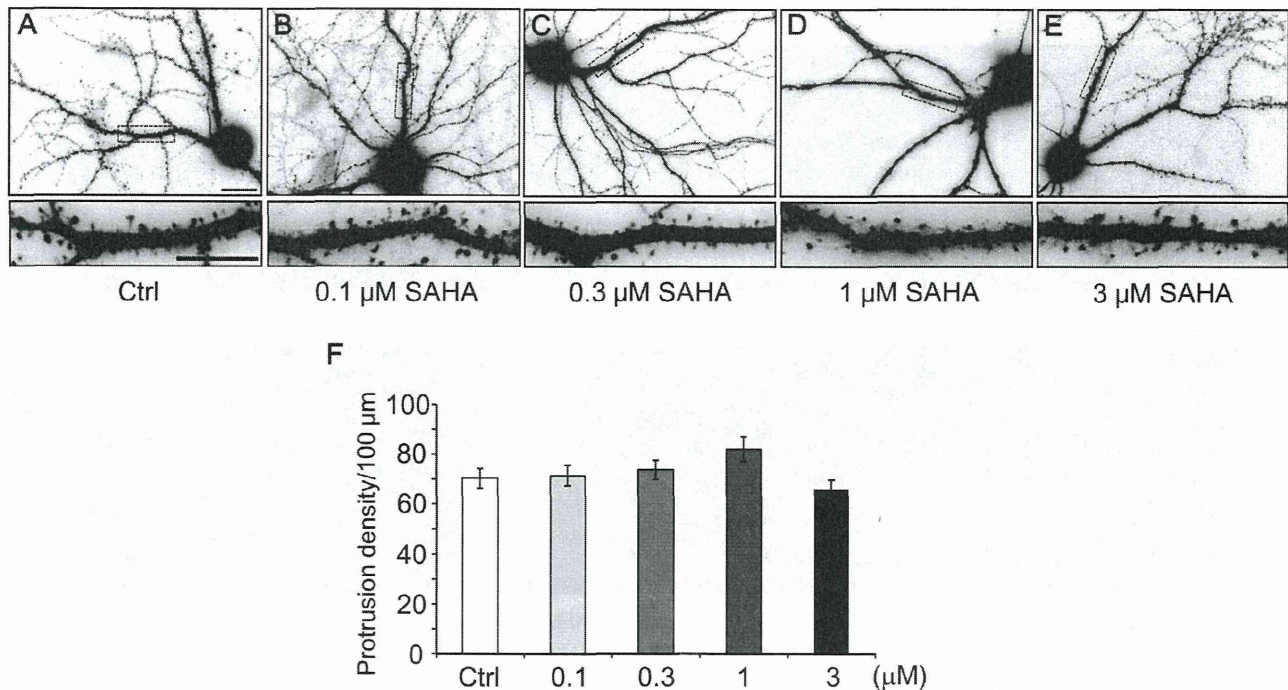 A
B
C
D
E
Ctrl
0.1 µM SAHA
0.3 µM SAHA
1 µM SAHA
3 µM SAHA
F
Protrusion density/100 µm
100
80
60
40
20
0
Ctrl
0.1
0.3
1
3
(µM)